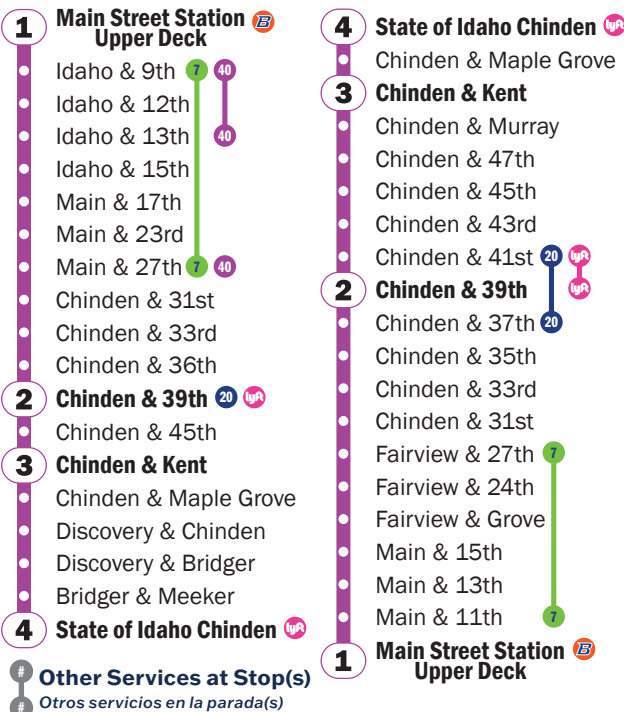 1 Main Street Station B
Upper Deck
Idaho & 9th 7 40
Idaho & 12th
Idaho & 13th 40
Idaho & 15th
Main & 17th
Main & 23rd
Main & 27th 7 40
Chinden & 31st
Chinden & 33rd
Chinden & 36th
2 Chinden & 39th 20 lyft
Chinden & 45th
3 Chinden & Kent
Chinden & Maple Grove
Discovery & Chinden
Discovery & Bridger
Bridger & Meeker
4 State of Idaho Chinden lyft
# Other Services at Stop(s)
# Otros servicios en la parada(s)
4 State of Idaho Chinden lyft
Chinden & Maple Grove
3 Chinden & Kent
Chinden & Murray
Chinden & 47th
Chinden & 45th
Chinden & 43rd
Chinden & 41st 20 lyft
2 Chinden & 39th lyft
Chinden & 37th 20
Chinden & 35th
Chinden & 33rd
Chinden & 31st
Fairview & 27th 7
Fairview & 24th
Fairview & Grove
Main & 15th
Main & 13th
Main & 11th 7
1 Main Street Station B
Upper Deck